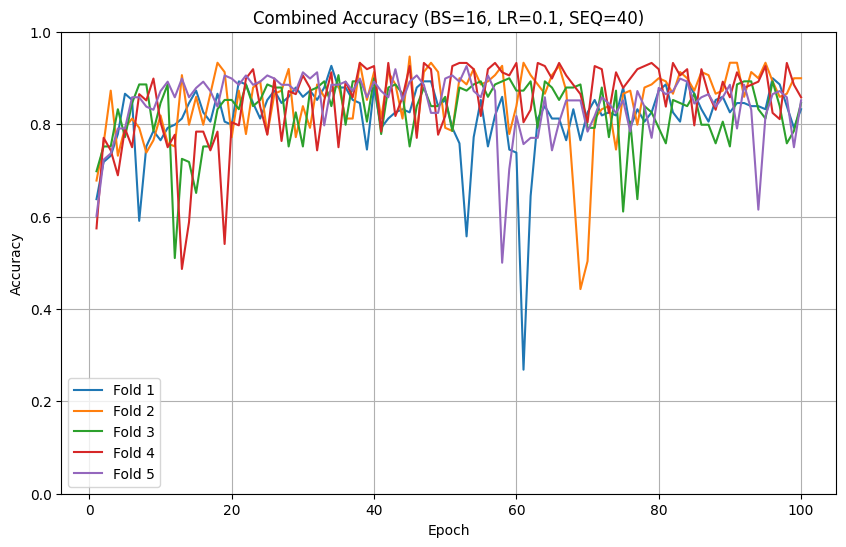 Combined Accuracy (BS=16, LR=0.1, SEQ=40)
Accuracy
1.0
0.8
0.6
0.4
0.2
0.0
Fold 1
Fold 2
Fold 3
Fold 4
Fold 5
0 20 40 60 80 100
Epoch